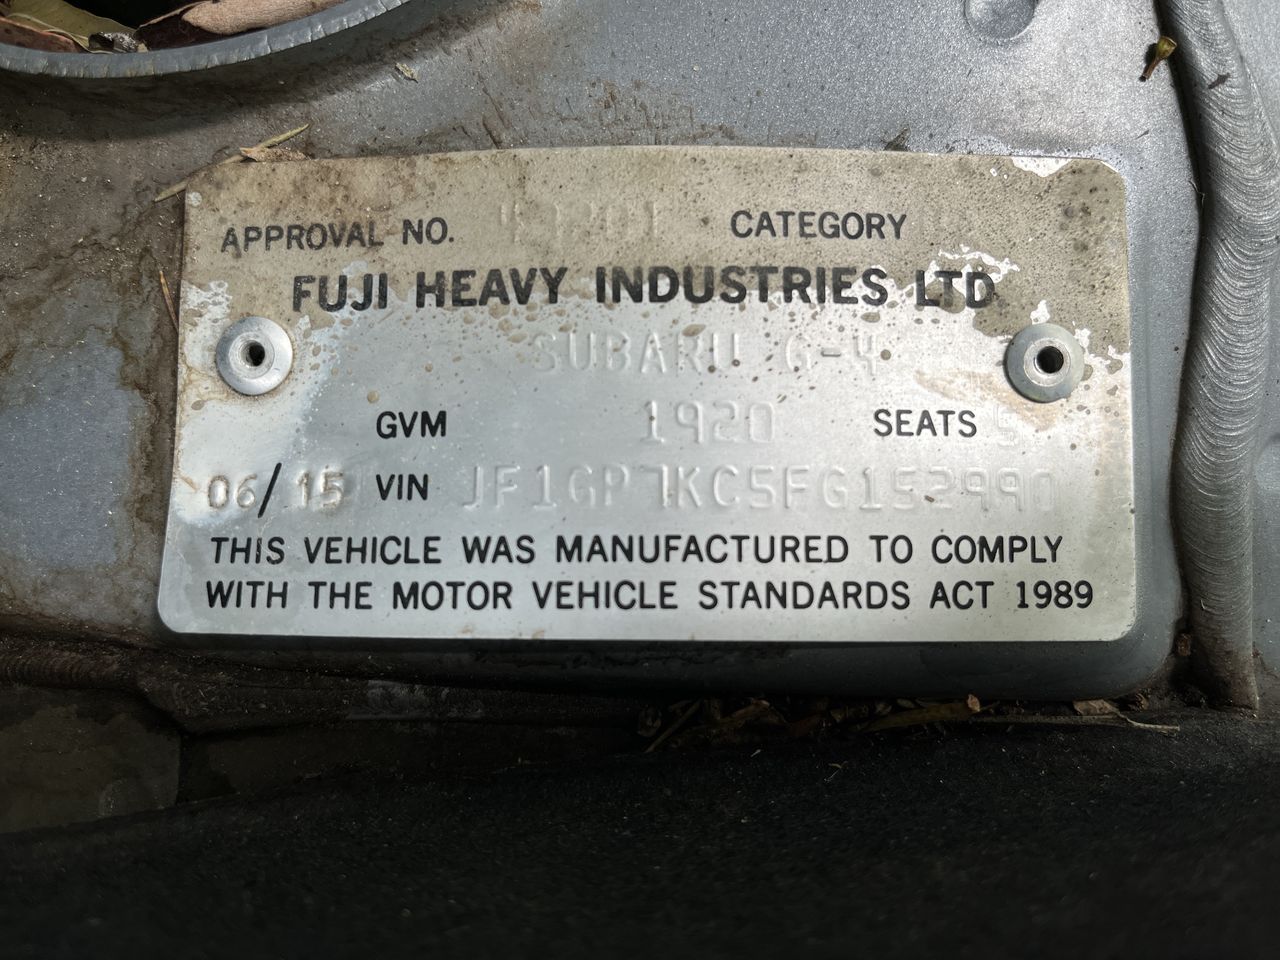 APPROVAL NO. CATEGORY
FUJI HEAVY INDUSTRIES LTD
SUBARU G-4
GVM 1920 SEATS 5
06/15 VIN JF1GP7KC5FG152990
THIS VEHICLE WAS MANUFACTURED TO COMPLY
WITH THE MOTOR VEHICLE STANDARDS ACT 1989